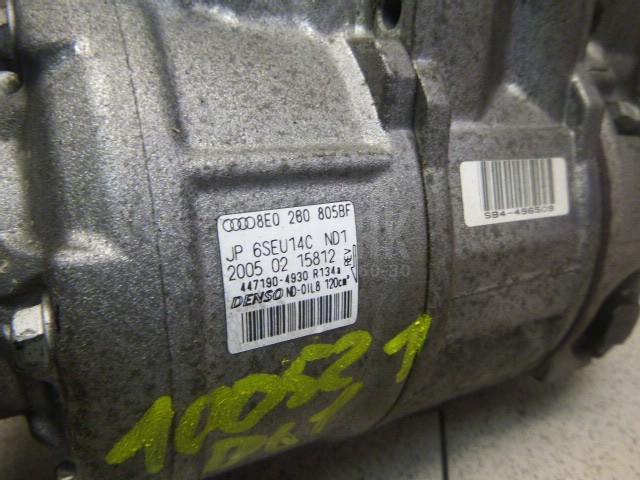 8E0 260 805BF
JP 6SEU14C ND1
2005 02 15812 REV
447190-4930 R134a
DENSO ND-OIL8 120cm³
SB4-496509
100521